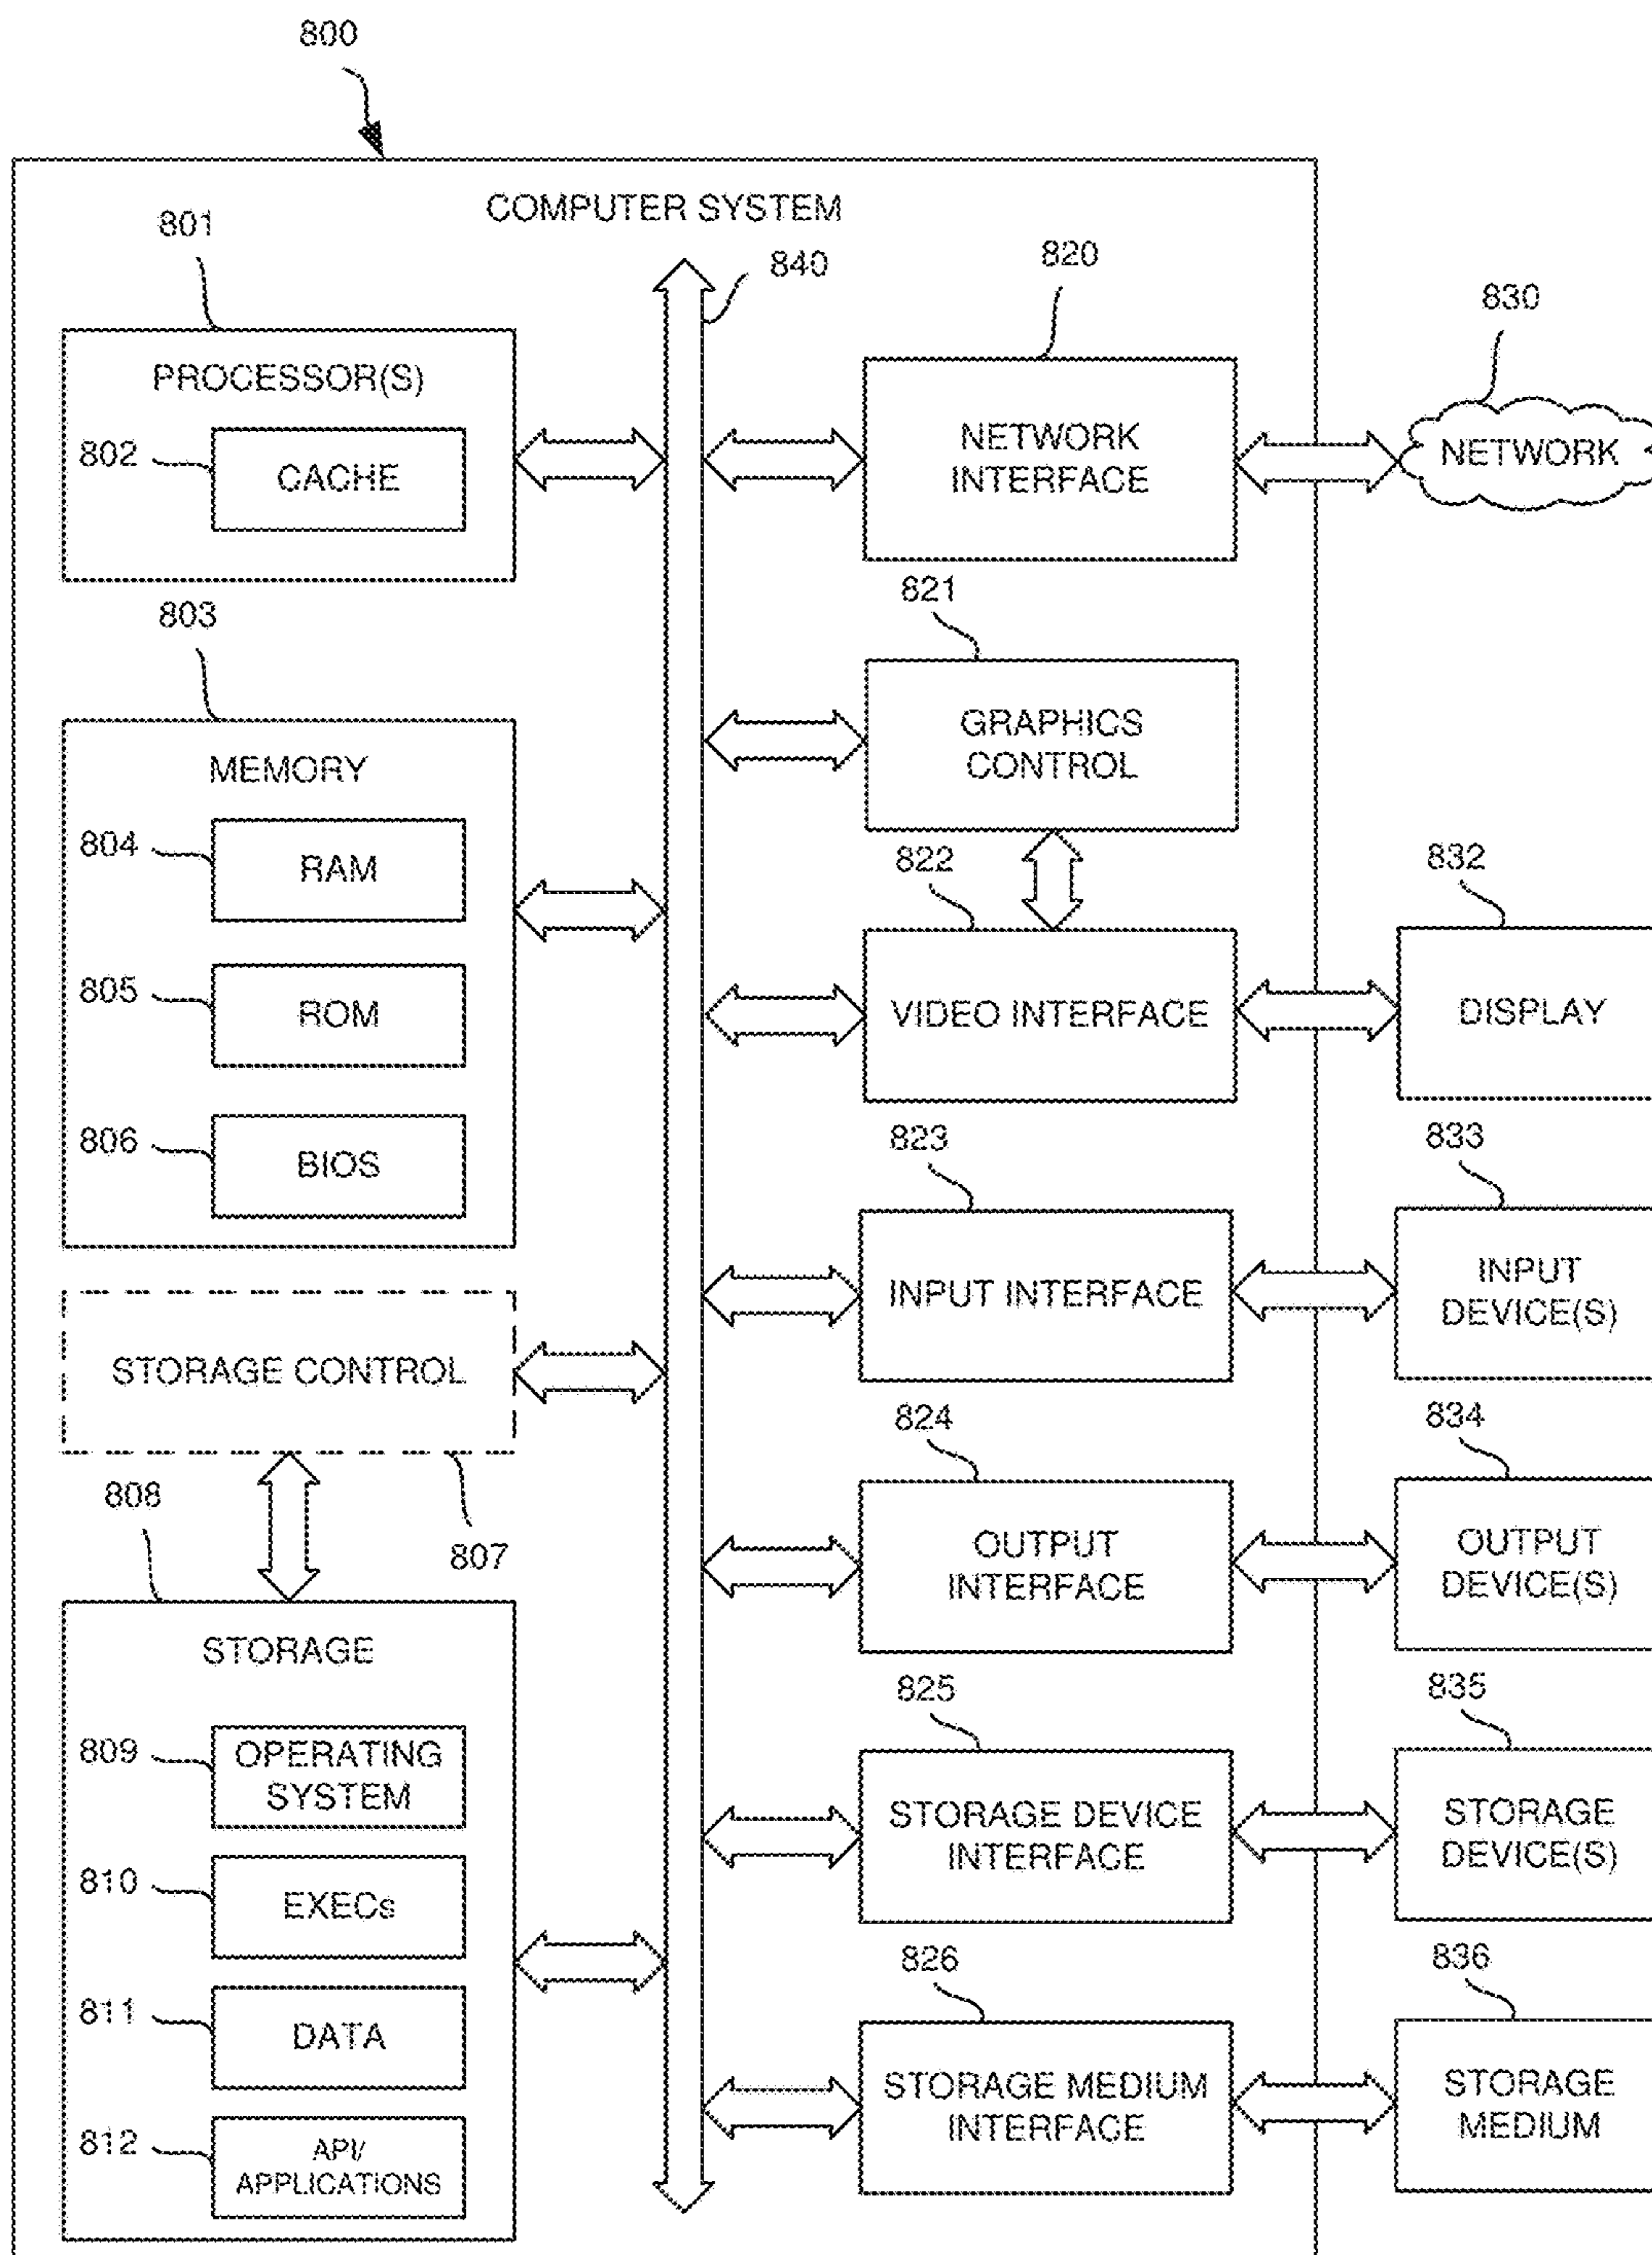 800
COMPUTER SYSTEM
801
840
820
830
PROCESSOR(S)
802
CACHE
NETWORK
INTERFACE
NETWORK
821
803
GRAPHICS
CONTROL
MEMORY
804
RAM
822
832
805
ROM
VIDEO INTERFACE
DISPLAY
806
BIOS
823
833
INPUT INTERFACE
INPUT
DEVICE(S)
STORAGE CONTROL
807
824
834
808
OUTPUT
INTERFACE
OUTPUT
DEVICE(S)
STORAGE
825
835
809
OPERATING
SYSTEM
STORAGE DEVICE
INTERFACE
STORAGE
DEVICE(S)
810
EXECs
826
836
811
DATA
STORAGE MEDIUM
INTERFACE
STORAGE
MEDIUM
812
API/
APPLICATIONS